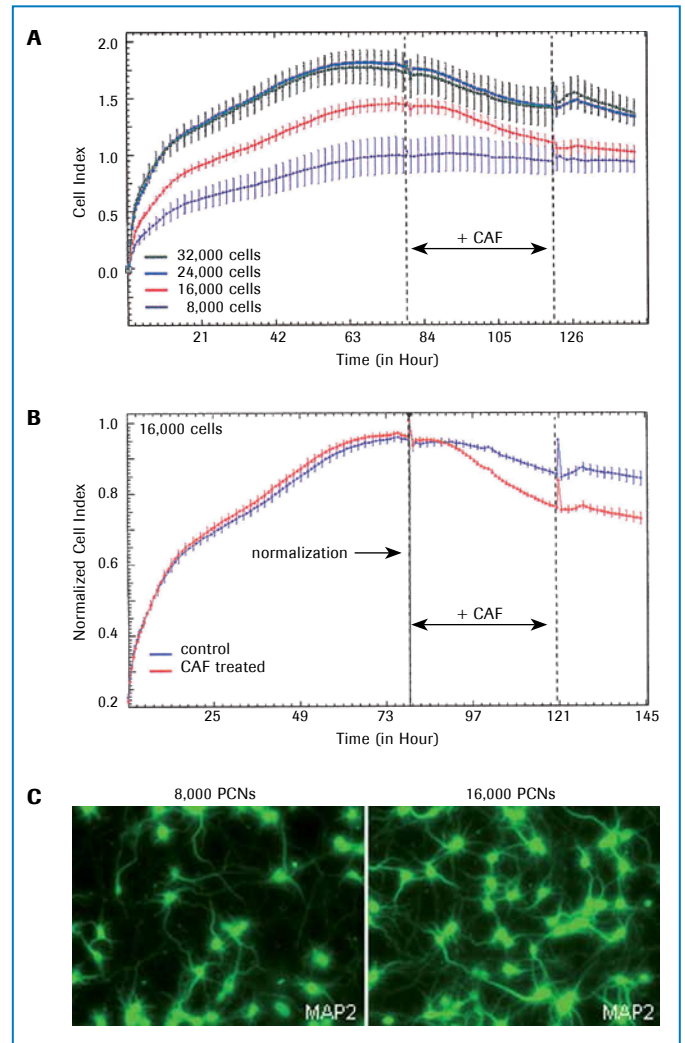 A
2.0
1.5
1.0
0.5
0.0
Cell Index
+ CAF
32,000 cells
24,000 cells
16,000 cells
8,000 cells
21 42 63 84 105 126
Time (in Hour)
B
16,000 cells
1.0
0.8
0.6
0.4
0.2
Normalized Cell Index
normalization
+ CAF
control
CAF treated
25 49 73 97 121 145
Time (in Hour)
C
8,000 PCNs 16,000 PCNs
MAP2 MAP2